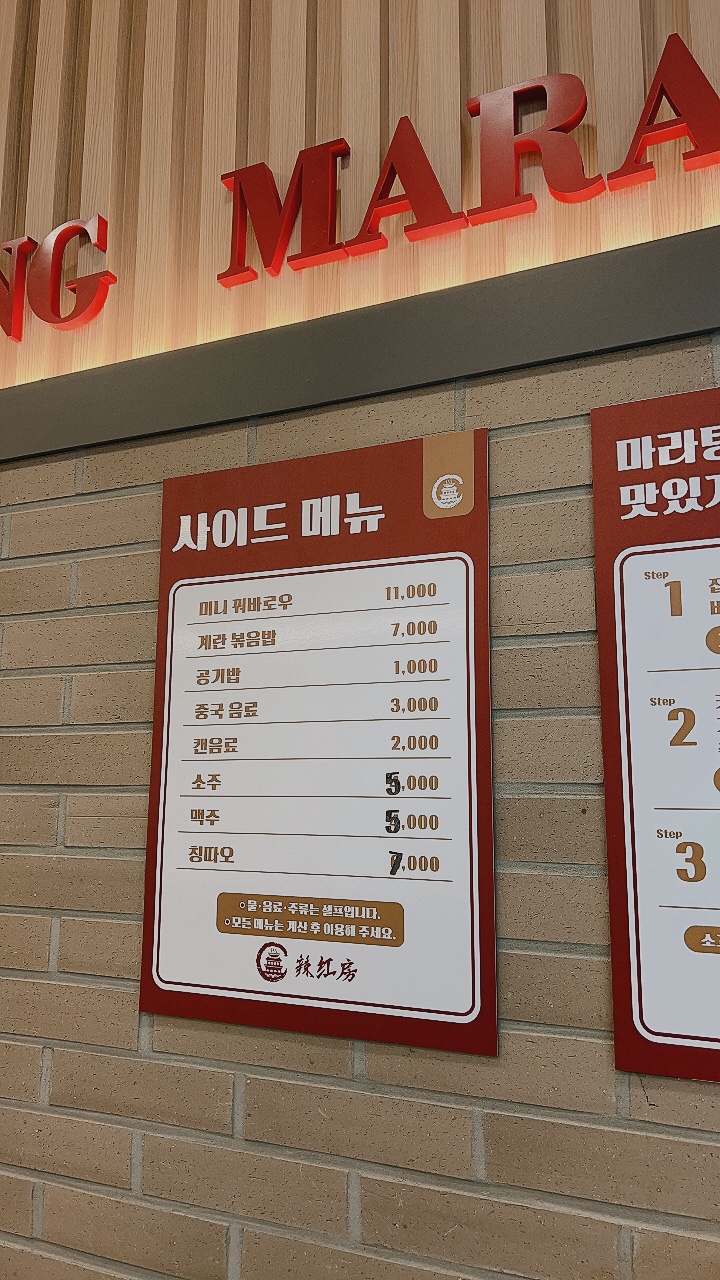 NG MARA
사이드 메뉴
미니 꿔바로우 11,000
계란 볶음밥 7,000
공기밥 1,000
중국 음료 3,000
캔음료 2,000
소주 5,000
맥주 5,000
칭따오 7,000
○물·음료·주류는 셀프입니다.
○모든 메뉴는 계산 후 이용해 주세요.
辣红房
마라탕
맛있게
Step 1
Step 2
Step 3